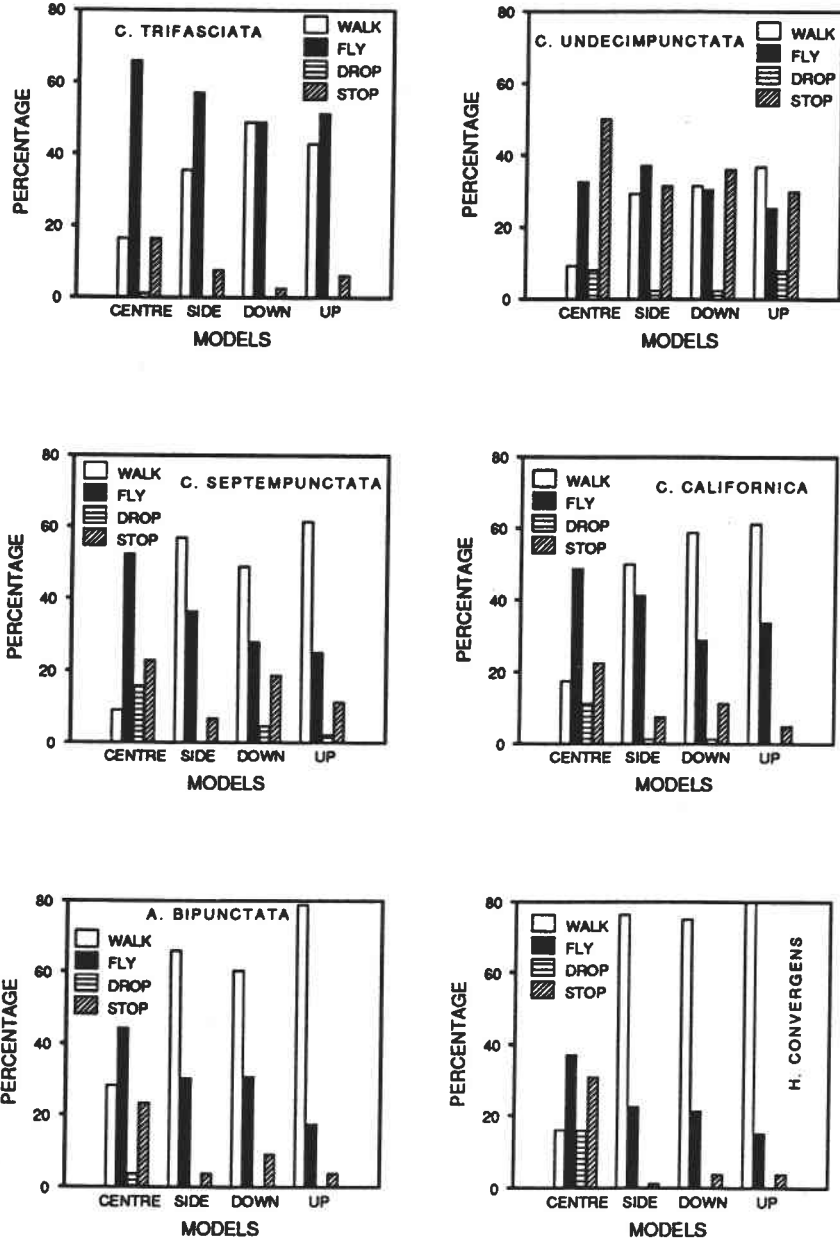 C. TRIFASCIATA
WALK
FLY
DROP
STOP
PERCENTAGE
80
60
40
20
0
CENTRE SIDE DOWN UP
MODELS
C. UNDECIMPUNCTATA
WALK
FLY
DROP
STOP
PERCENTAGE
80
60
40
20
0
CENTRE SIDE DOWN UP
MODELS
C. SEPTEMPUNCTATA
WALK
FLY
DROP
STOP
PERCENTAGE
80
60
40
20
0
CENTRE SIDE DOWN UP
MODELS
C. CALIFORNICA
WALK
FLY
DROP
STOP
PERCENTAGE
80
60
40
20
0
CENTRE SIDE DOWN UP
MODELS
A. BIPUNCTATA
WALK
FLY
DROP
STOP
PERCENTAGE
80
60
40
20
0
CENTRE SIDE DOWN UP
MODELS
H. CONVERGENS
WALK
FLY
DROP
STOP
PERCENTAGE
80
60
40
20
0
CENTRE SIDE DOWN UP
MODELS